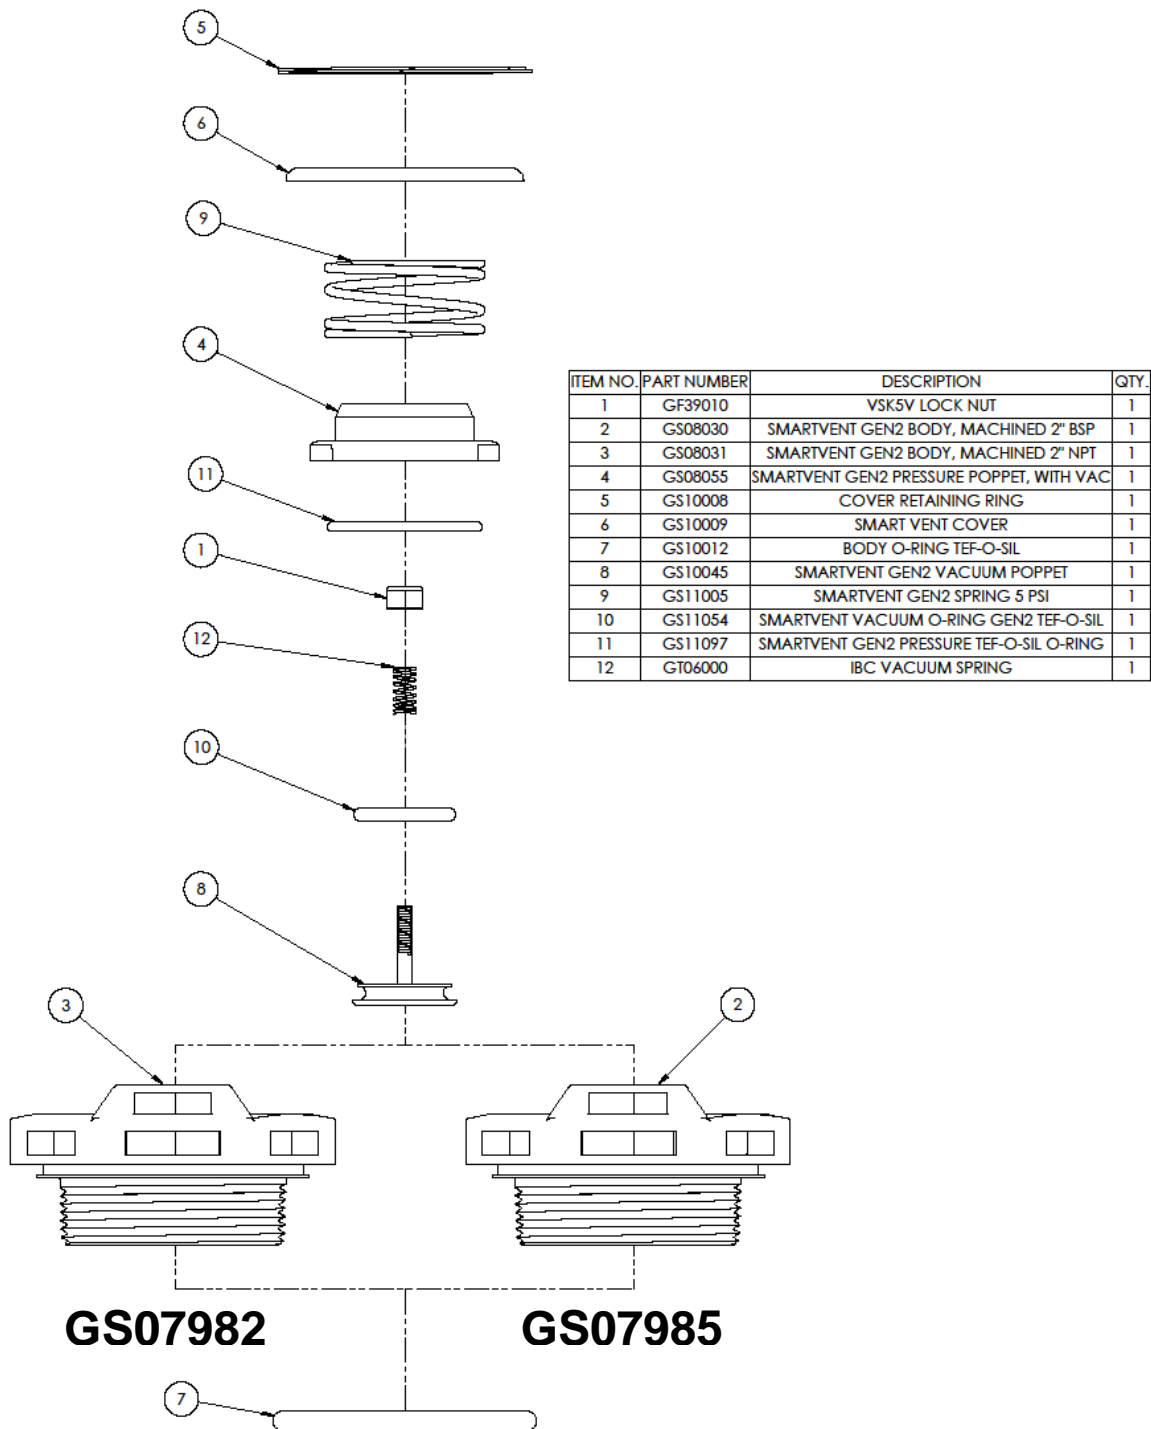 5
6
9
4
11
1
12
10
8
3
2
ITEM NO. PART NUMBER DESCRIPTION QTY.
1 GF39010 VSK5V LOCK NUT 1
2 GS08030 SMARTVENT GEN2 BODY, MACHINED 2" BSP 1
3 GS08031 SMARTVENT GEN2 BODY, MACHINED 2" NPT 1
4 GS08055 SMARTVENT GEN2 PRESSURE POPPET, WITH VAC 1
5 GS10008 COVER RETAINING RING 1
6 GS10009 SMART VENT COVER 1
7 GS10012 BODY O-RING TEF-O-SIL 1
8 GS10045 SMARTVENT GEN2 VACUUM POPPET 1
9 GS11005 SMARTVENT GEN2 SPRING 5 PSI 1
10 GS11054 SMARTVENT VACUUM O-RING GEN2 TEF-O-SIL 1
11 GS11097 SMARTVENT GEN2 PRESSURE TEF-O-SIL O-RING 1
12 GT06000 IBC VACUUM SPRING 1
GS07982
GS07985
7